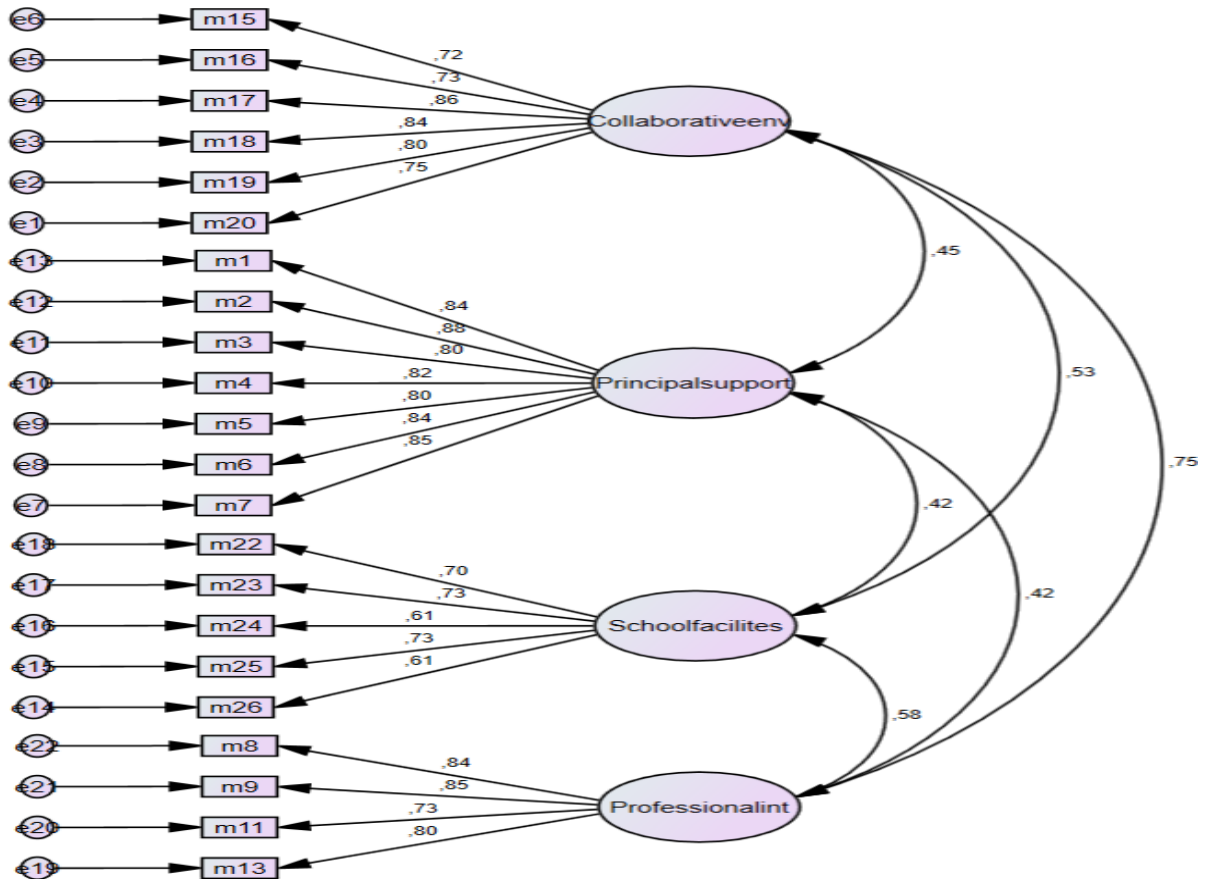 e6 m15
,72
e5 m16
,73
e4 m17
,86
Collaborativeenv
e3 m18
,84
e2 m19
,80
e1 m20
,75
,45
e13 m1
e12 m2
,84
e11 m3
,88
,80
e10 m4
,82
Principalsupport
,53
e9 m5
,80
e8 m6
,84
e7 m7
,85
,75
,42
e18 m22
,70
e17 m23
,73
e16 m24
,61
Schoolfacilites
,42
e15 m25
,73
e14 m26
,61
,58
e22 m8
,84
e21 m9
,85
Professionalint
e20 m11
,73
e19 m13
,80